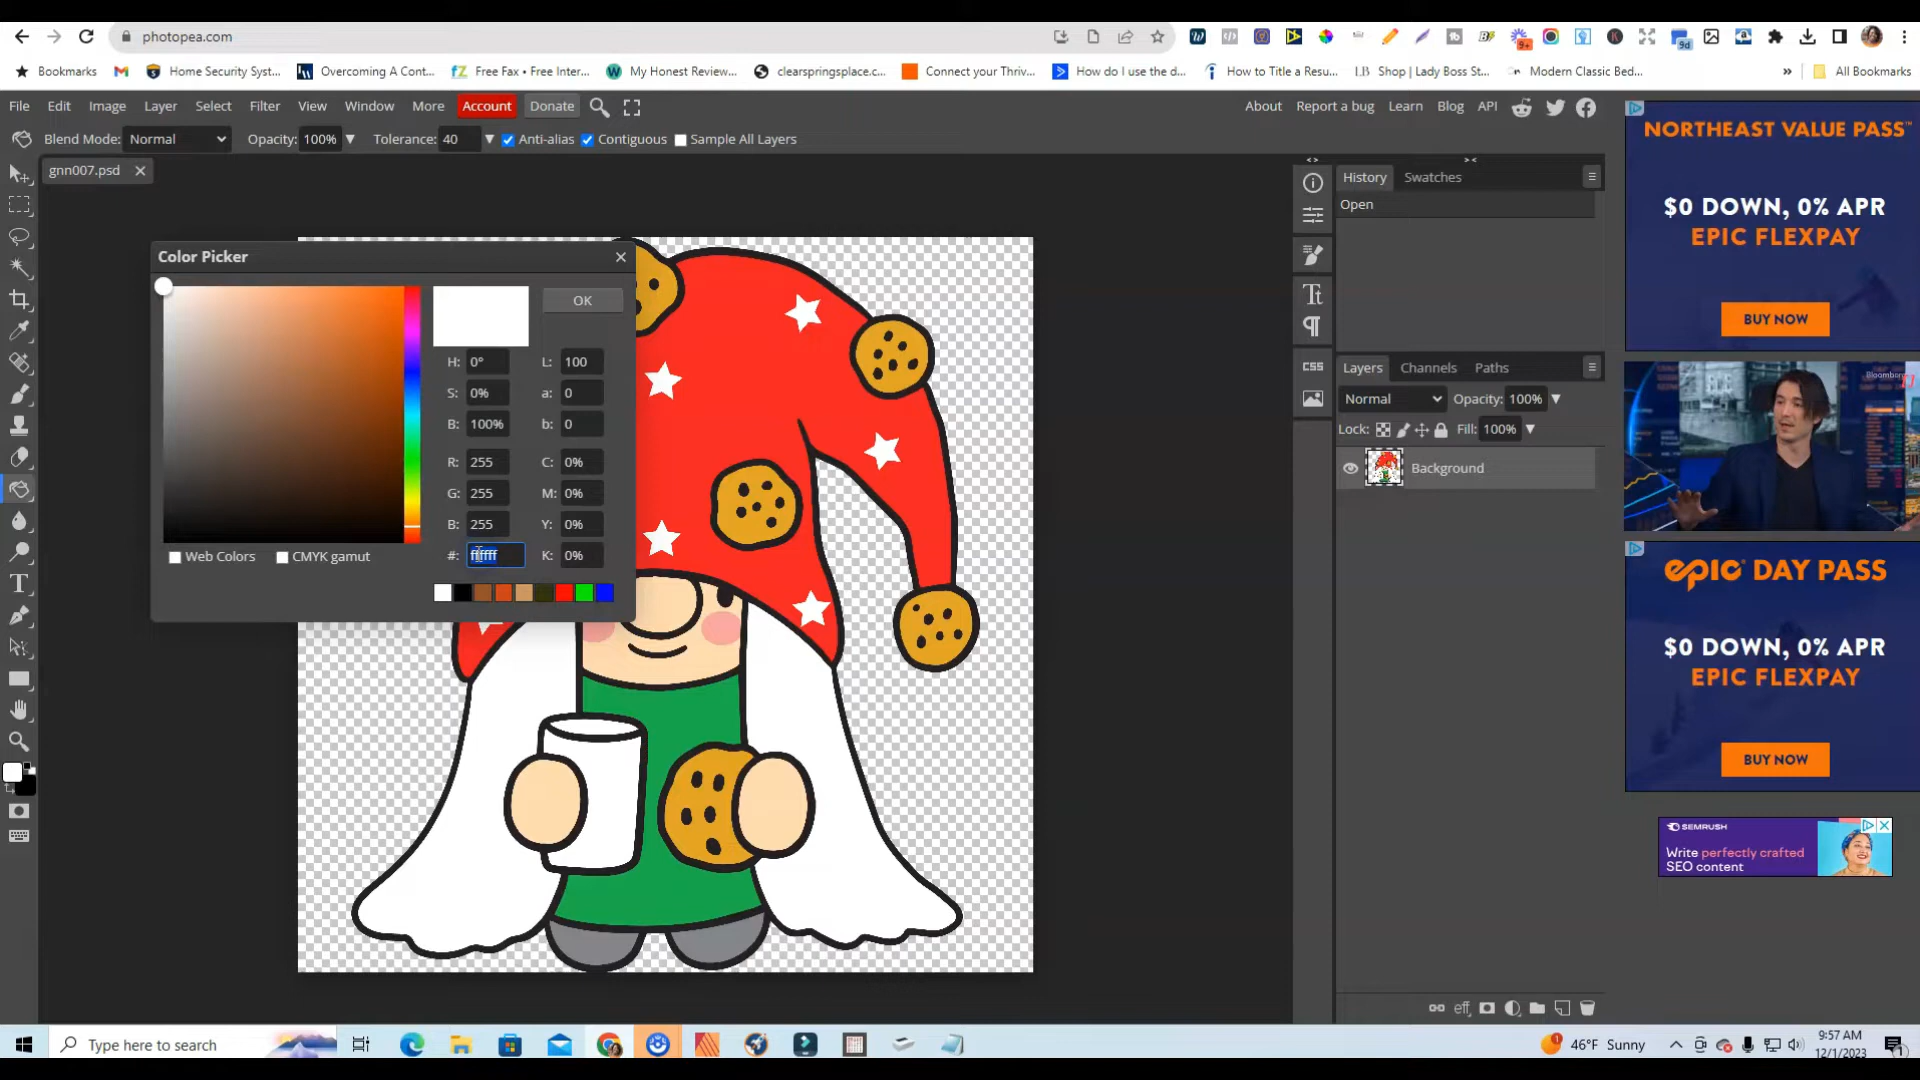 photopea.com
9+
9d
Bookmarks
Home Security Syst...
Overcoming A Cont...
Free Fax • Free Inter...
My Honest Review...
clearspringsplace.c...
Connect your Thriv...
How do I use the d...
How to Title a Resu...
Shop | Lady Boss St...
Modern Classic Bed...
»
All Bookmarks
File Edit Image Layer Select Filter View Window More Account Donate
About Report a bug Learn Blog API
Blend Mode: Normal Opacity: 100% Tolerance: 40 Anti-alias Contiguous Sample All Layers
gnn007.psd
Color Picker
OK
H: 0° L: 100
S: 0% a: 0
B: 100% b: 0
R: 255 C: 0%
G: 255 M: 0%
B: 255 Y: 0%
#: ffffff K: 0%
Web Colors CMYK gamut
CSS
History Swatches
Open
Layers Channels Paths
Normal Opacity: 100%
Lock: Fill: 100%
Background
eff
NORTHEAST VALUE PASS™
$0 DOWN, 0% APR
EPIC FLEXPAY
BUY NOW
Bloomberg
epic DAY PASS
$0 DOWN, 0% APR
EPIC FLEXPAY
BUY NOW
SEMRUSH
Write perfectly crafted
SEO content
Type here to search
46°F Sunny
9:57 AM
12/1/2023